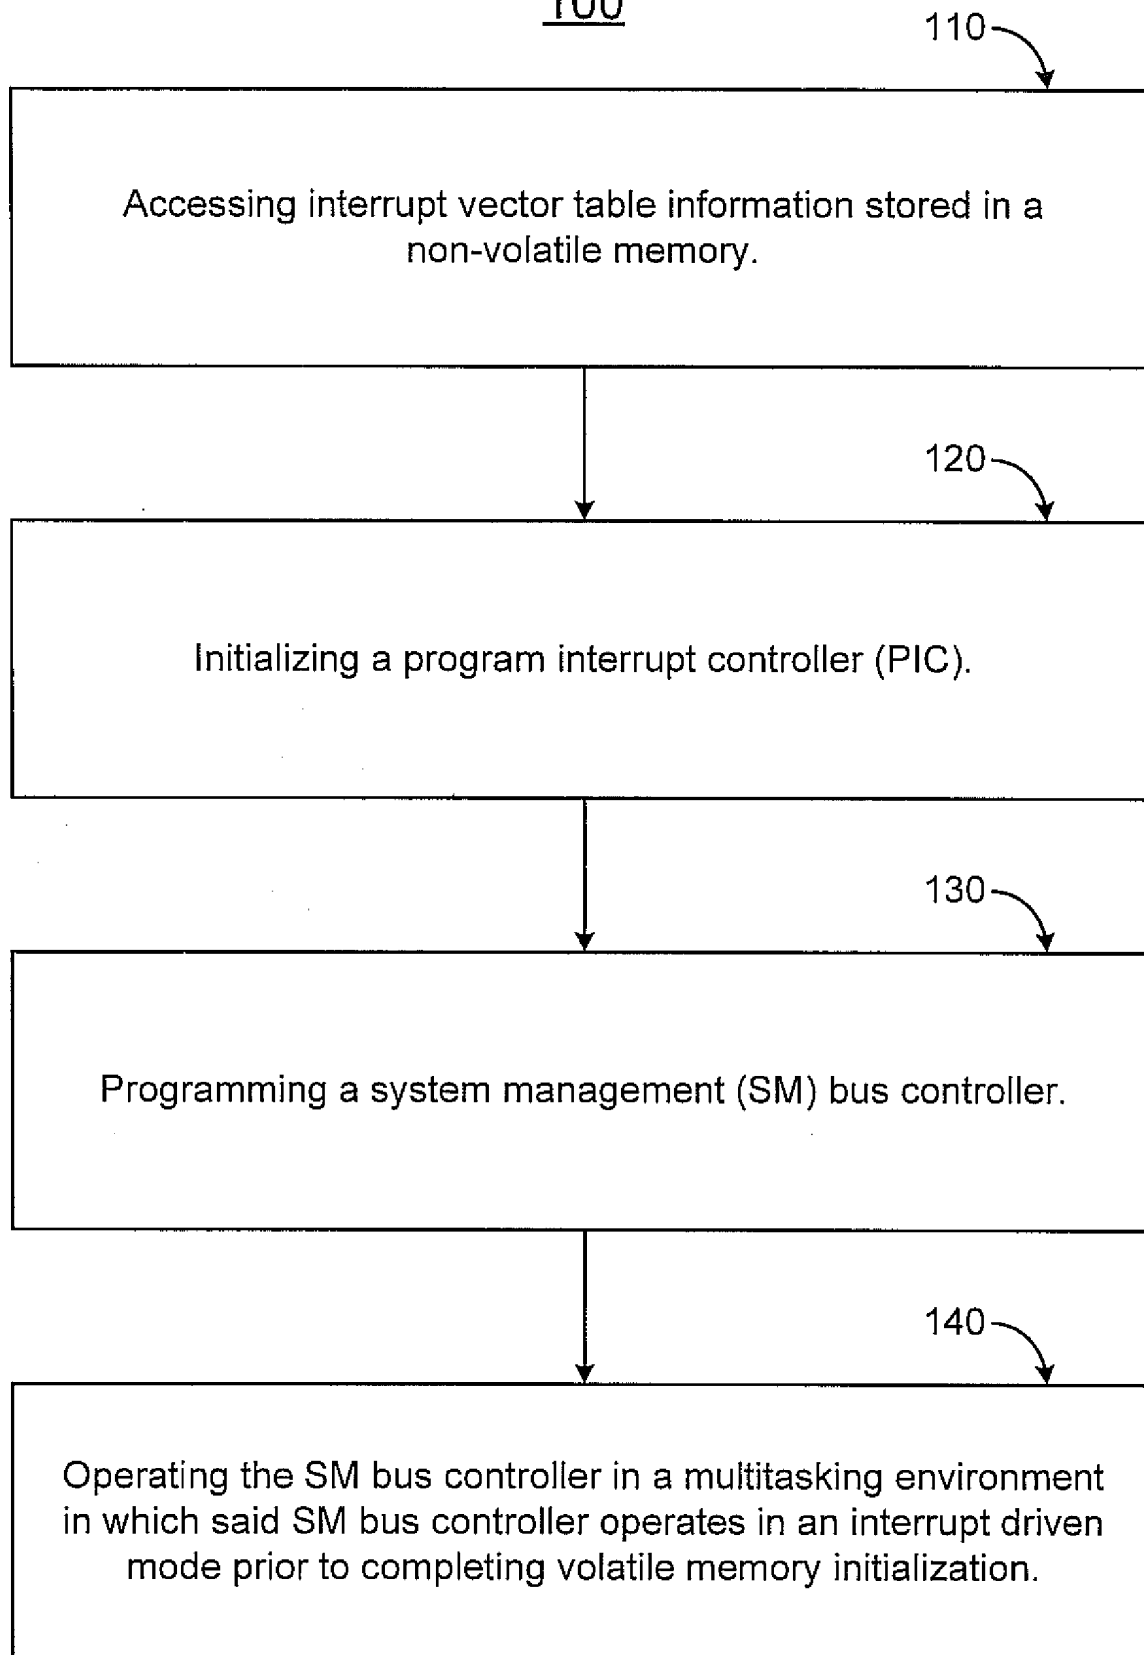 100
110
Accessing interrupt vector table information stored in a
non-volatile memory.
120
Initializing a program interrupt controller (PIC).
130
Programming a system management (SM) bus controller.
140
Operating the SM bus controller in a multitasking environment
in which said SM bus controller operates in an interrupt driven
mode prior to completing volatile memory initialization.